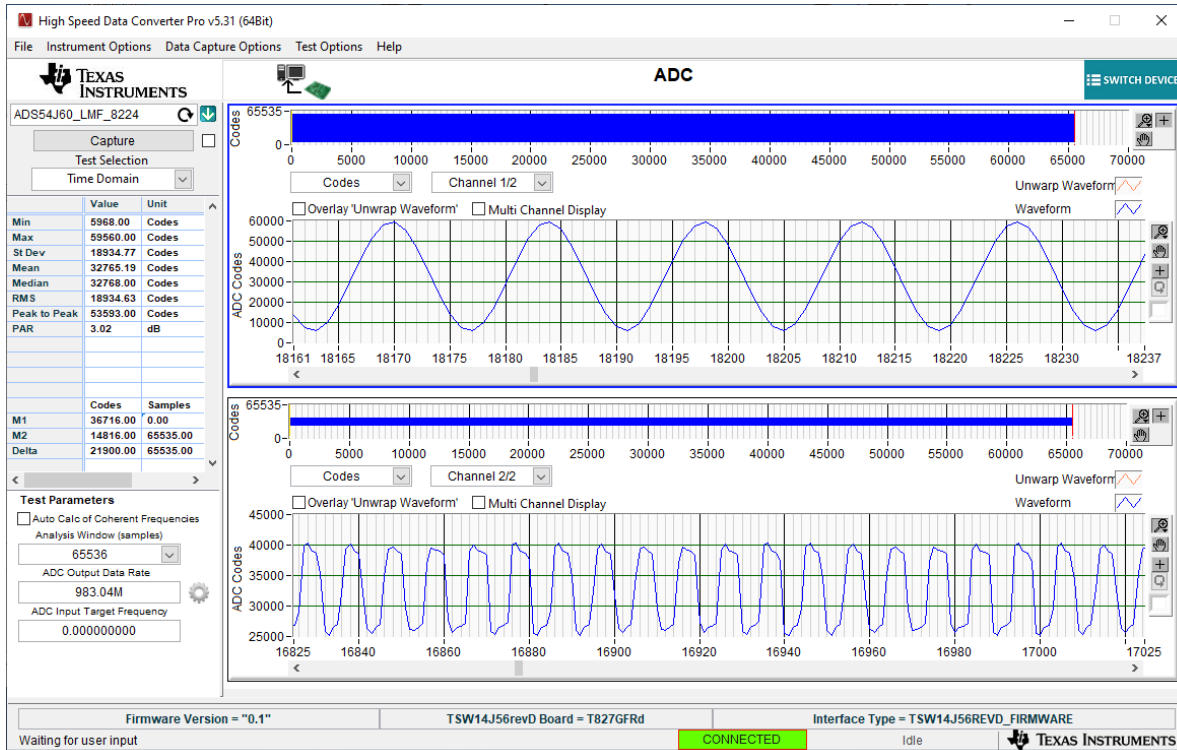 High Speed Data Converter Pro v5.31 (64Bit)
File Instrument Options Data Capture Options Test Options Help
TEXAS INSTRUMENTS
ADC
SWITCH DEVICE
ADS54J60_LMF_8224
Capture
Test Selection
Time Domain
Value Unit
Min 5968.00 Codes
Max 59560.00 Codes
St Dev 18934.77 Codes
Mean 32765.19 Codes
Median 32768.00 Codes
RMS 18934.63 Codes
Peak to Peak 53593.00 Codes
PAR 3.02 dB
Codes Samples
M1 36716.00 0.00
M2 14816.00 65535.00
Delta 21900.00 65535.00
Test Parameters
Auto Calc of Coherent Frequencies
Analysis Window (samples)
65536
ADC Output Data Rate
983.04M
ADC Input Target Frequency
0.000000000
Codes
65535
0
0 5000 10000 15000 20000 25000 30000 35000 40000 45000 50000 55000 60000 65000 70000
Codes Channel 1/2
Unwarp Waveform
Overlay 'Unwrap Waveform' Multi Channel Display
Waveform
ADC Codes
60000
50000
40000
30000
20000
10000
0
18161 18165 18170 18175 18180 18185 18190 18195 18200 18205 18210 18215 18220 18225 18230 18237
Codes
65535
0
0 5000 10000 15000 20000 25000 30000 35000 40000 45000 50000 55000 60000 65000 70000
Codes Channel 2/2
Unwarp Waveform
Overlay 'Unwrap Waveform' Multi Channel Display
Waveform
ADC Codes
45000
40000
35000
30000
25000
16825 16840 16860 16880 16900 16920 16940 16960 16980 17000 17025
Firmware Version = "0.1" TSW14J56revD Board = T827GFRd Interface Type = TSW14J56REVD_FIRMWARE
Waiting for user input CONNECTED Idle TEXAS INSTRUMENTS